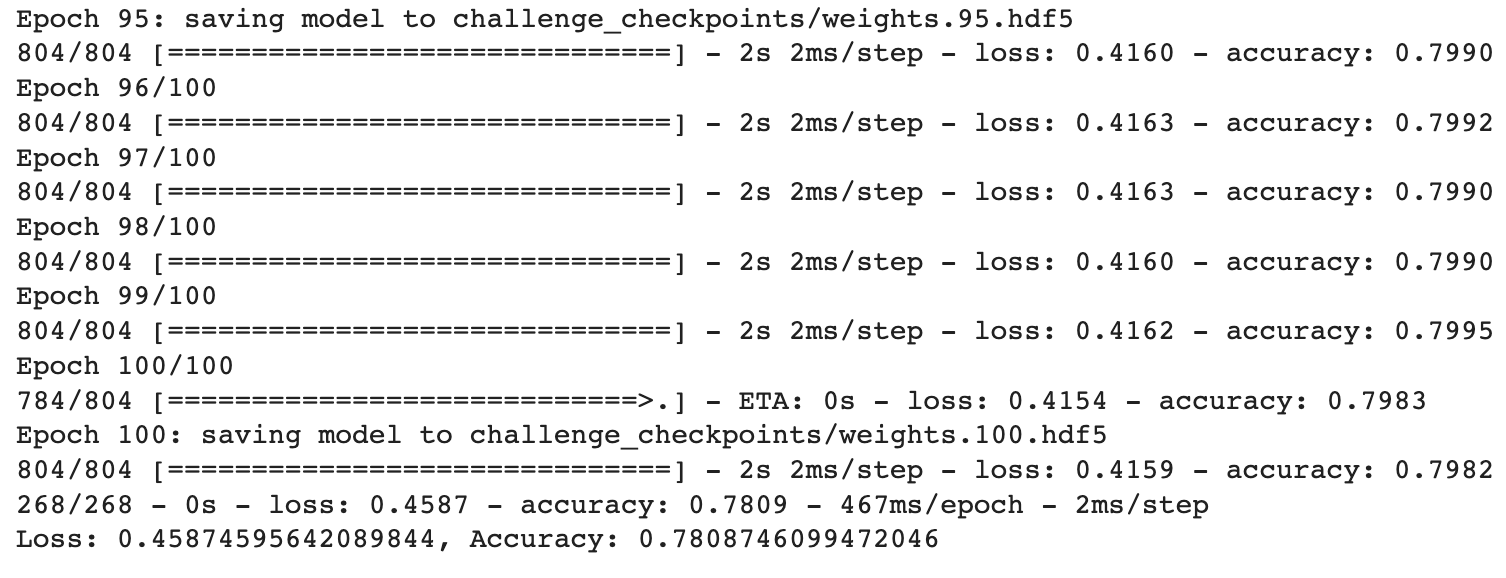 Epoch 95: saving model to challenge_checkpoints/weights.95.hdf5
804/804 [==============================] - 2s 2ms/step - loss: 0.4160 - accuracy: 0.7990
Epoch 96/100
804/804 [==============================] - 2s 2ms/step - loss: 0.4163 - accuracy: 0.7992
Epoch 97/100
804/804 [==============================] - 2s 2ms/step - loss: 0.4163 - accuracy: 0.7990
Epoch 98/100
804/804 [==============================] - 2s 2ms/step - loss: 0.4160 - accuracy: 0.7990
Epoch 99/100
804/804 [==============================] - 2s 2ms/step - loss: 0.4162 - accuracy: 0.7995
Epoch 100/100
784/804 [============================>.] - ETA: 0s - loss: 0.4154 - accuracy: 0.7983
Epoch 100: saving model to challenge_checkpoints/weights.100.hdf5
804/804 [==============================] - 2s 2ms/step - loss: 0.4159 - accuracy: 0.7982
268/268 - 0s - loss: 0.4587 - accuracy: 0.7809 - 467ms/epoch - 2ms/step
Loss: 0.45874595642089844, Accuracy: 0.7808746099472046